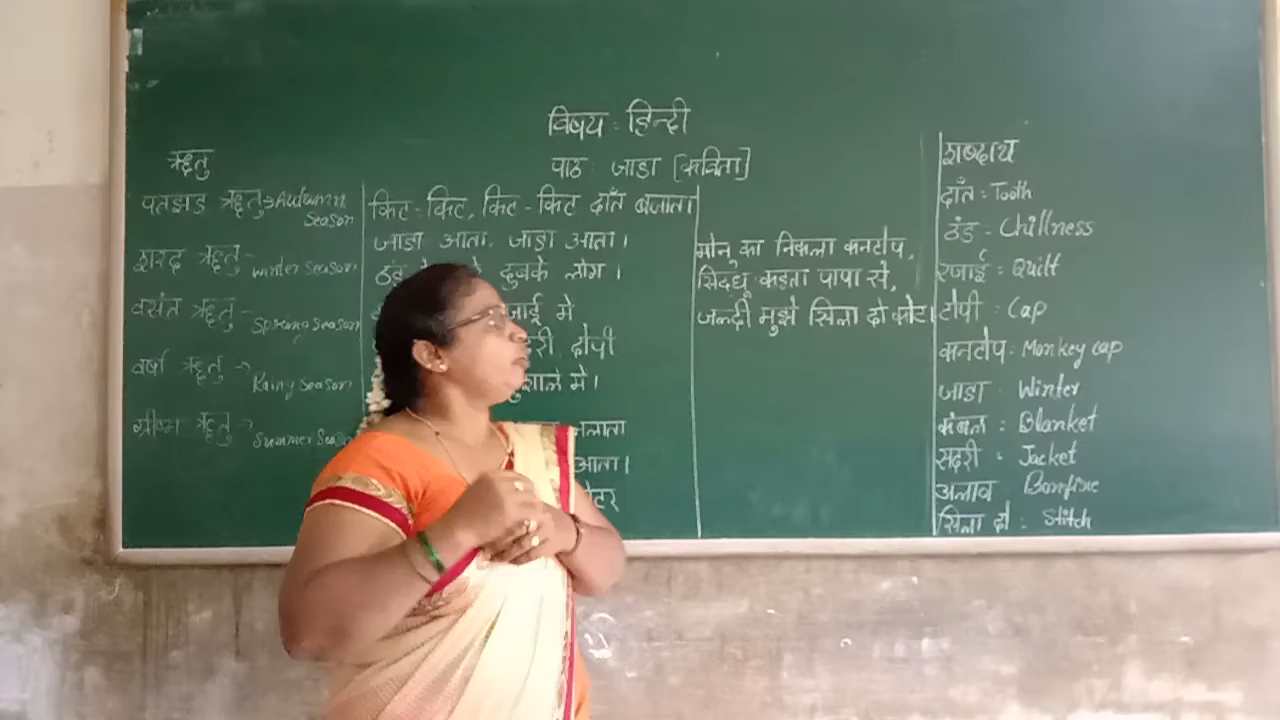 विषय : हिन्दी
पाठ : जाडा [कविता]
ऋतु
पतझड ऋतु → Autumn
season
शरद ऋतु -
winter season
वसंत ऋतु -
Spring season
वर्षा ऋतु →
Rainy season
ग्रीष्म ऋतु →
Summer
किट - किट, किट - किट दाँत बजाता
जाडा आता, जाडा आता।
ठंड दुबके लोग।
में
टोपी
में।
आता।
मोनू का निकला कनटोप,
सिद्धू कहता पापा से,
जल्दी मुझे सिला दो कोट।
शब्दार्थ
दाँत : Tooth
ठंड : Chillness
रजाई : Quilt
टोपी : Cap
कनटोप : Monkey cap
जाडा : Winter
कंबल : Blanket
सदरी : Jacket
अलाव : Bonfire
सिला दो : Stitch